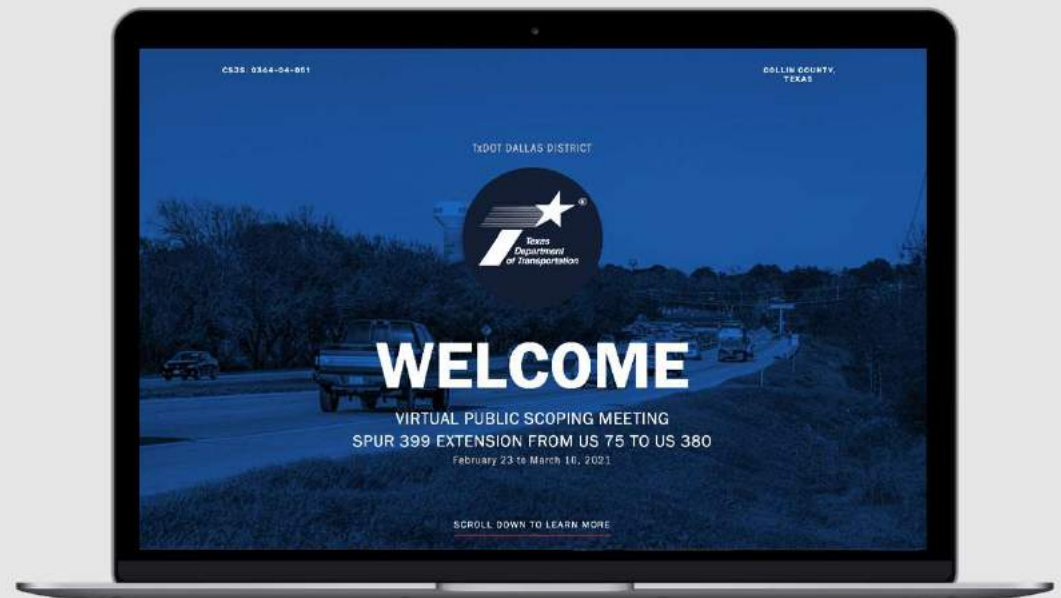 CSJS: 0364-04-051
COLLIN COUNTY,
TEXAS
TxDOT DALLAS DISTRICT
®
Texas
Department
of Transportation
WELCOME
VIRTUAL PUBLIC SCOPING MEETING
SPUR 399 EXTENSION FROM US 75 TO US 380
February 23 to March 10, 2021
SCROLL DOWN TO LEARN MORE